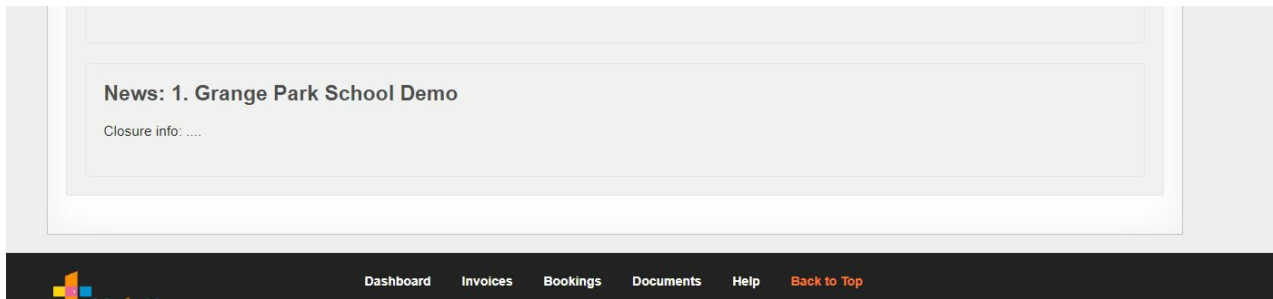 News: 1. Grange Park School Demo
Closure info: ....
Dashboard Invoices Bookings Documents Help Back to Top